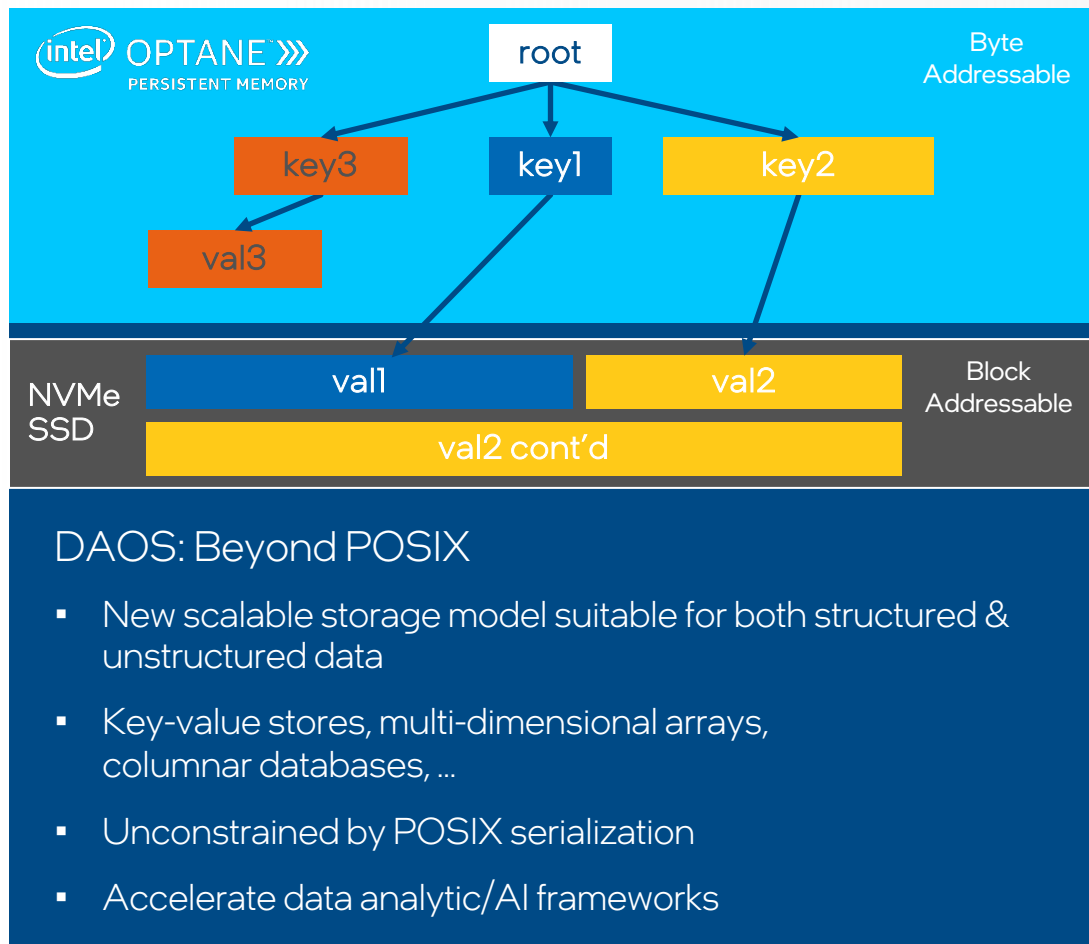 intel OPTANE™
PERSISTENT MEMORY
root
Byte
Addressable
key3
key1
key2
val3
NVMe
SSD
val1
val2
Block
Addressable
val2 cont’d
DAOS: Beyond POSIX
▪ New scalable storage model suitable for both structured &
unstructured data
▪ Key-value stores, multi-dimensional arrays,
columnar databases, …
▪ Unconstrained by POSIX serialization
▪ Accelerate data analytic/AI frameworks